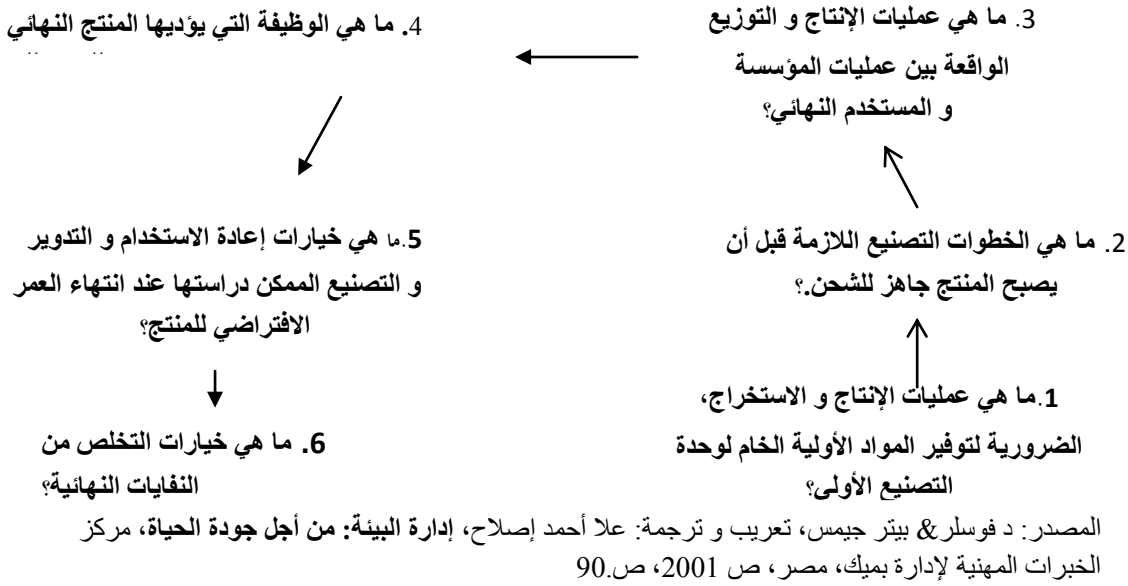 3. ما هي عمليات الإنتاج و التوزيع
الواقعة بين عمليات المؤسسة
و المستخدم النهائي؟
4. ما هي الوظيفة التي يؤديها المنتج النهائي
2. ما هي الخطوات التصنيع اللازمة قبل أن
يصبح المنتج جاهز للشحن.؟
5.ما هي خيارات إعادة الاستخدام و التدوير
و التصنيع الممكن دراستها عند انتهاء العمر
الافتراضي للمنتج؟
1.ما هي عمليات الإنتاج و الاستخراج،
الضرورية لتوفير المواد الأولية الخام لوحدة
التصنيع الأولى؟
6. ما هي خيارات التخلص من
النفايات النهائية؟
المصدر: د فوسلر& بيتر جيمس، تعريب و ترجمة: علا أحمد إصلاح، إدارة البيئة: من أجل جودة الحياة، مركز
الخبرات المهنية لإدارة بميك، مصر، ص 2001، ص.90